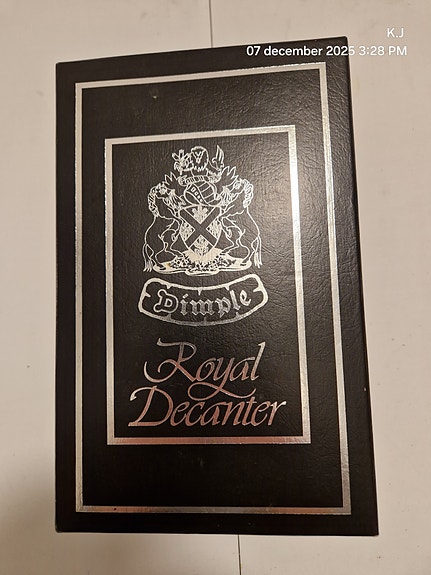 K.J
07 december 2025 3:28 PM
Dimple
Royal
Decanter